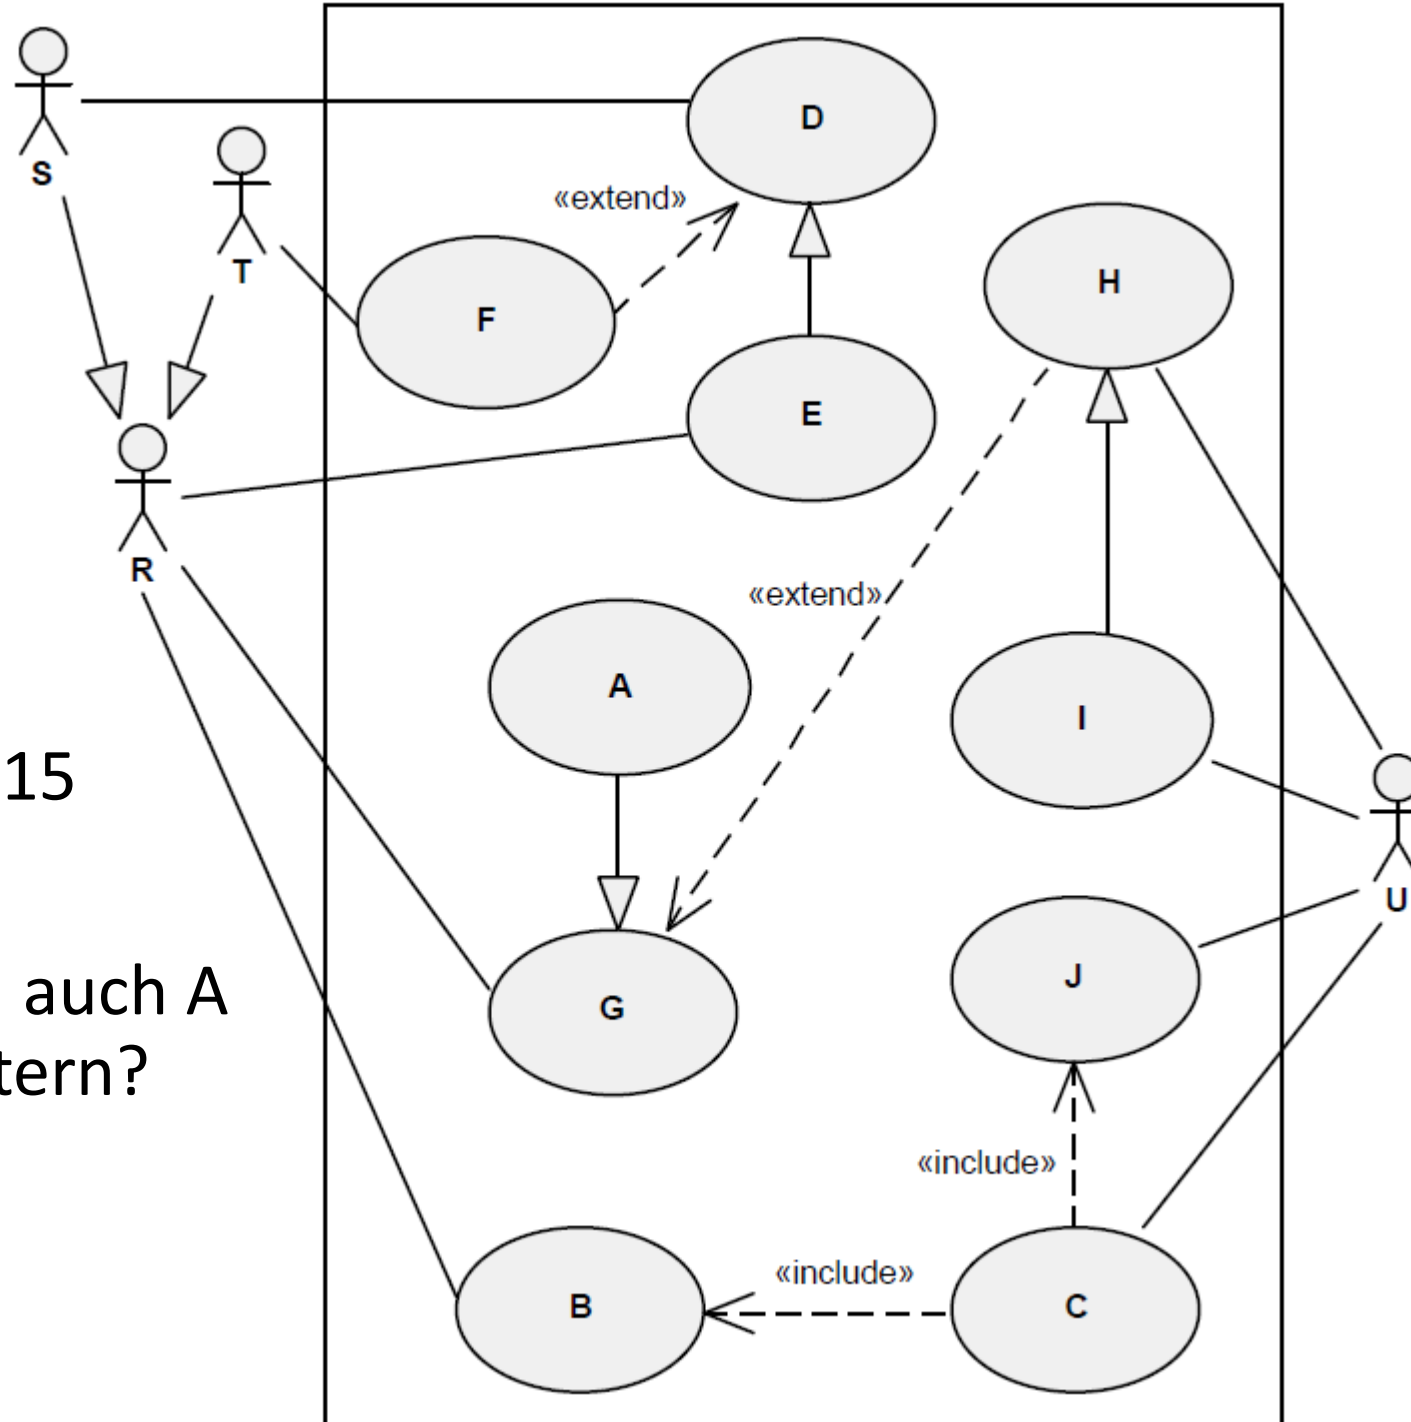 S
D
T
«extend»
H
F
E
R
«extend»
A
I
15
U
auch A
J
G
tern?
«include»
«include»
B
C